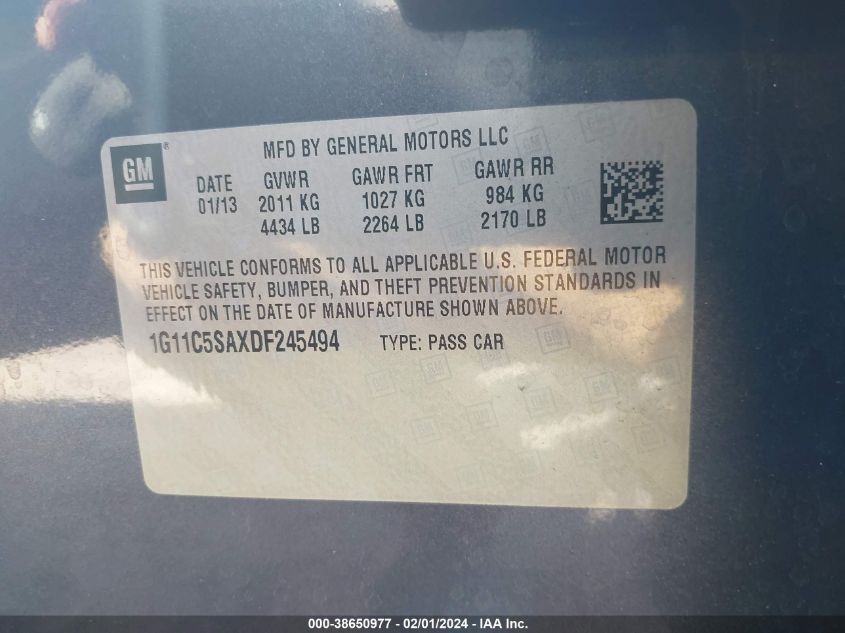 GM ®
MFD BY GENERAL MOTORS LLC
DATE GVWR GAWR FRT GAWR RR
01/13 2011 KG 1027 KG 984 KG
4434 LB 2264 LB 2170 LB
THIS VEHICLE CONFORMS TO ALL APPLICABLE U.S. FEDERAL MOTOR
VEHICLE SAFETY, BUMPER, AND THEFT PREVENTION STANDARDS IN
EFFECT ON THE DATE OF MANUFACTURE SHOWN ABOVE.
1G11C5SAXDF245494 TYPE: PASS CAR
000-38650977 - 02/01/2024 - IAA Inc.